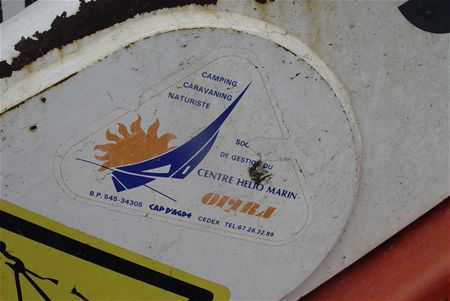 CAMPING
CARAVANING
NATURISTE
SOC
DE GESTION DU
CENTRE HELIO MARIN
OLTRA
B.P. 545-34305 CAP D'AGDE CEDEX TEL: 67.26.32.89